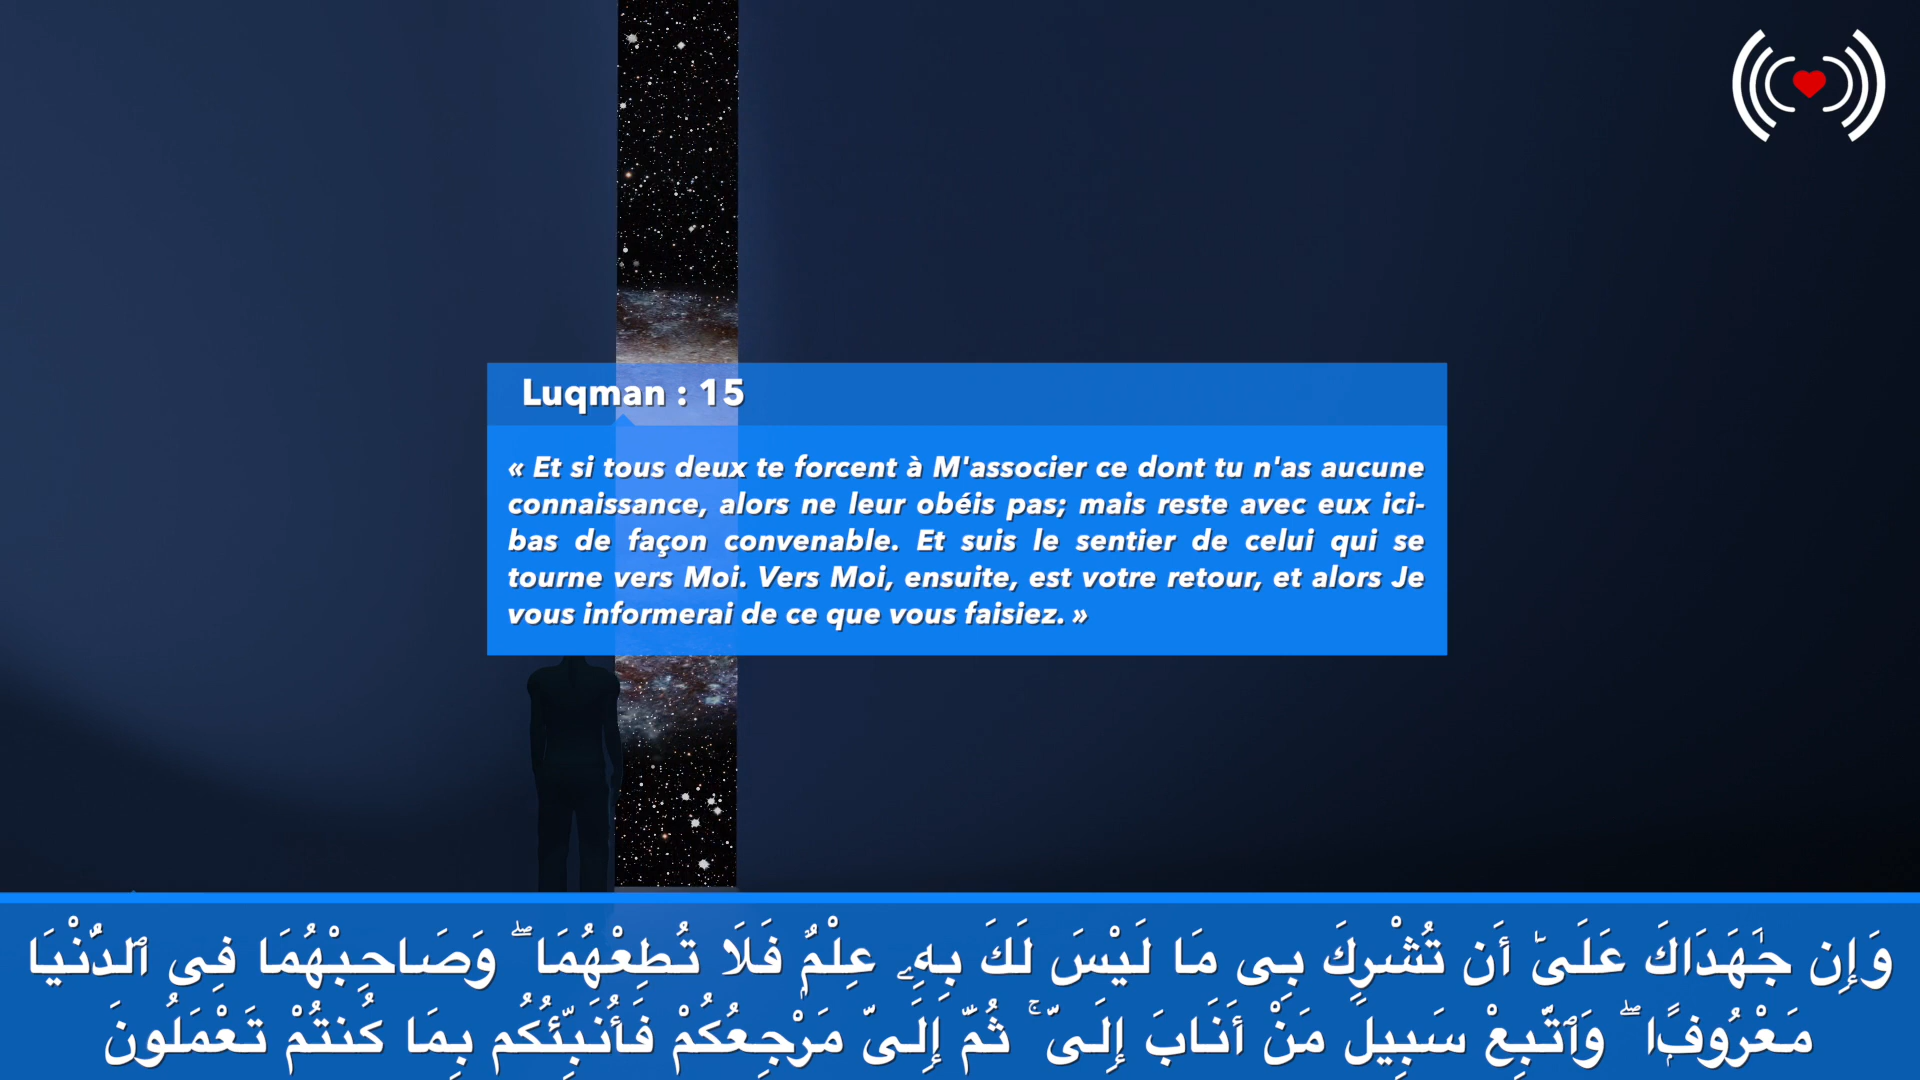 Luqman : 15
« Et si tous deux te forcent à M'associer ce dont tu n'as aucune
connaissance, alors ne leur obéis pas; mais reste avec eux ici-
bas de façon convenable. Et suis le sentier de celui qui se
tourne vers Moi. Vers Moi, ensuite, est votre retour, et alors Je
vous informerai de ce que vous faisiez. »
وَإِن جَٰهَدَاكَ عَلَىٰٓ أَن تُشْرِكَ بِى مَا لَيْسَ لَكَ بِهِۦ عِلْمٌ فَلَا تُطِعْهُمَا ۖ وَصَاحِبْهُمَا فِى ٱلدُّنْيَا
مَعْرُوفًا ۖ وَٱتَّبِعْ سَبِيلَ مَنْ أَنَابَ إِلَىَّ ۚ ثُمَّ إِلَىَّ مَرْجِعُكُمْ فَأُنَبِّئُكُم بِمَا كُنتُمْ تَعْمَلُونَ